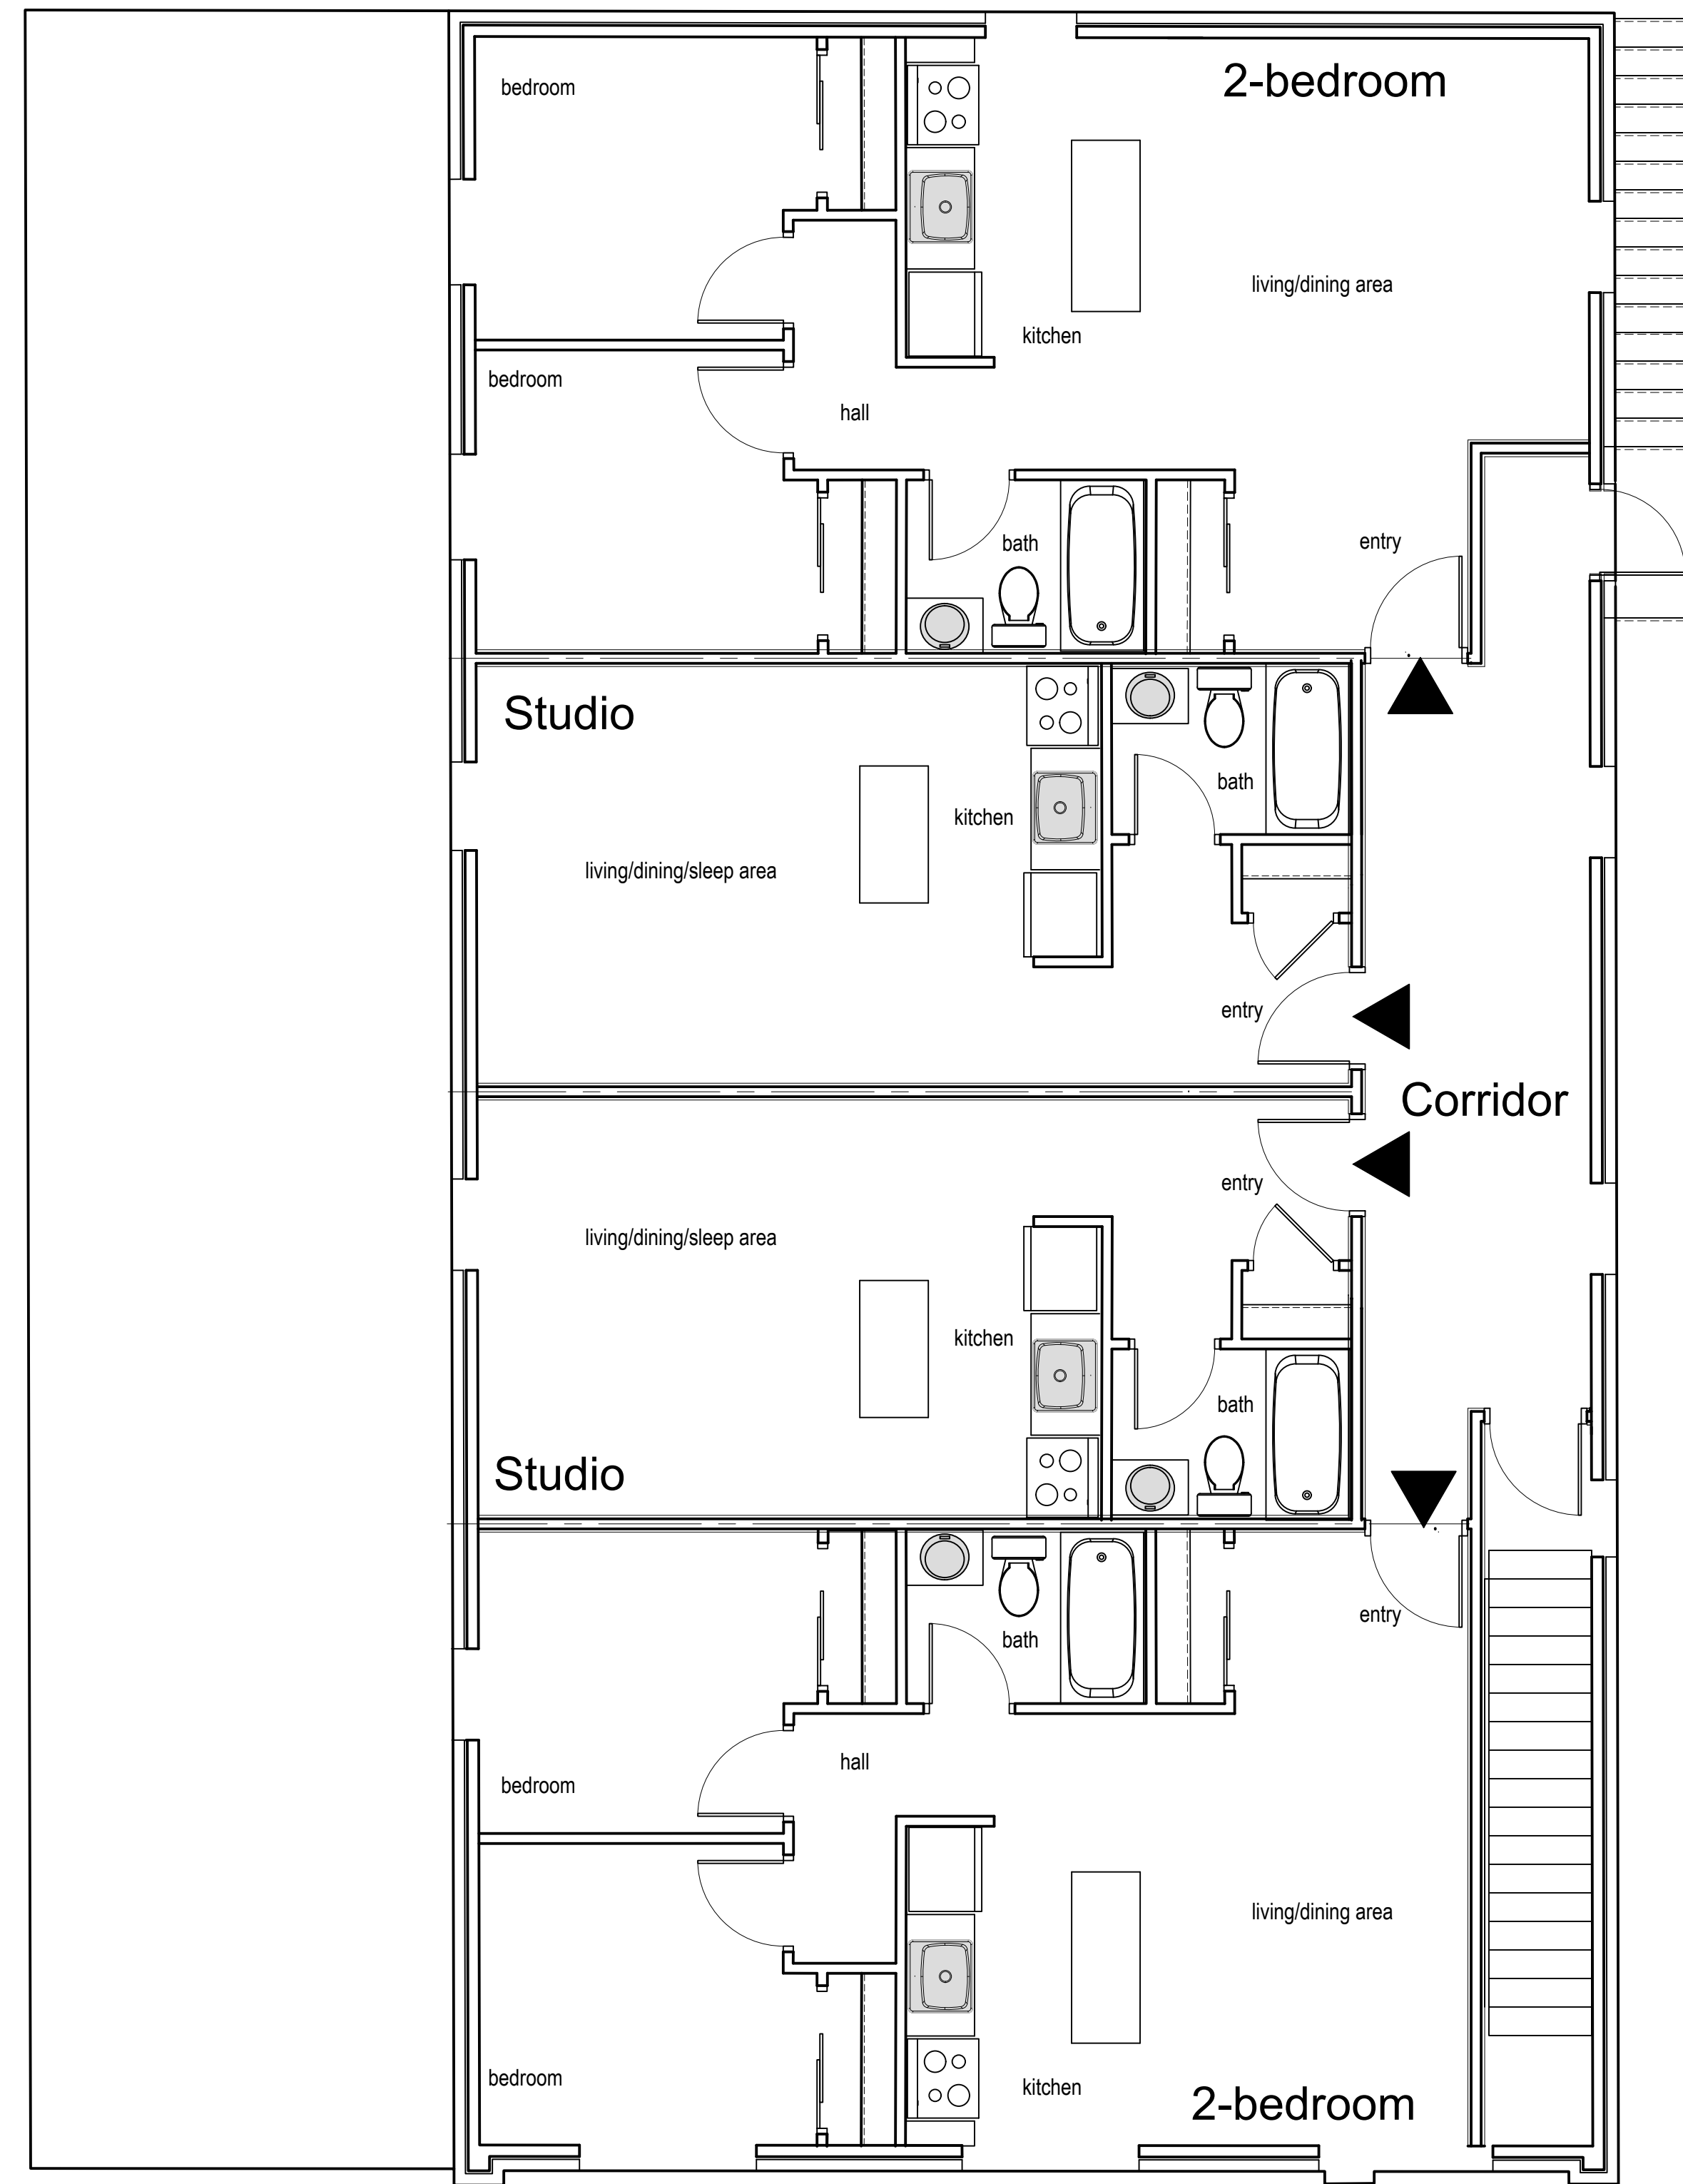 2-bedroom
bedroom
living/dining area
kitchen
bedroom
hall
bath
entry
Studio
bath
kitchen
living/dining/sleep area
entry
Corridor
entry
living/dining/sleep area
kitchen
bath
Studio
entry
bath
hall
bedroom
living/dining area
bedroom
kitchen
2-bedroom